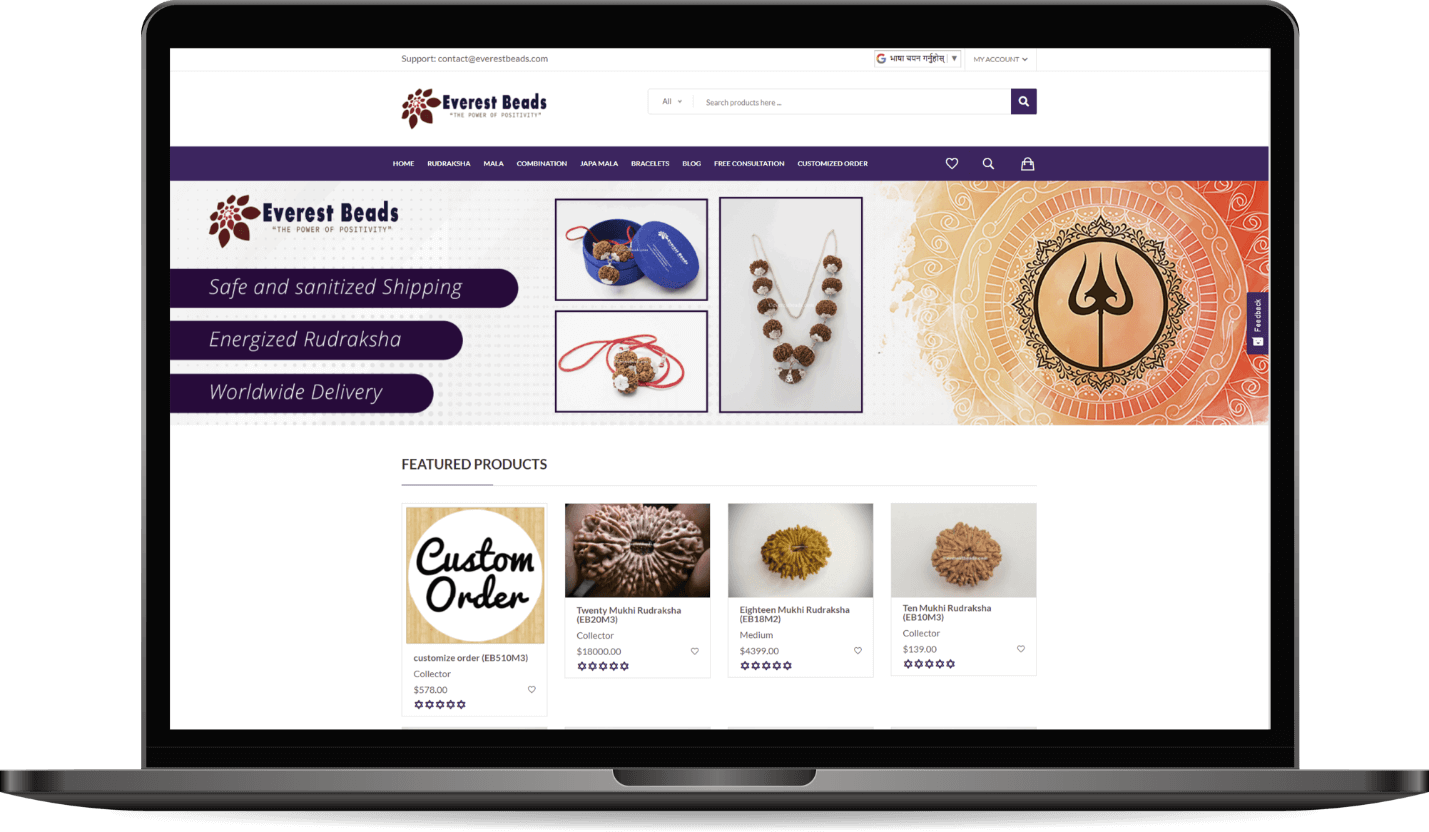 Support: contact@everestbeads.com
भाषा चयन गर्नुहोस् ▼
MY ACCOUNT
Everest Beads
"THE POWER OF POSITIVITY"
All
Search products here ...
HOME RUDRAKSHA MALA COMBINATION JAPA MALA BRACELETS BLOG FREE CONSULTATION CUSTOMIZED ORDER
Everest Beads
"THE POWER OF POSITIVITY"
Safe and sanitized Shipping
Energized Rudraksha
Worldwide Delivery
Everest Beads
Feedback
FEATURED PRODUCTS
Custom
Order
customize order (EB510M3)
Collector
$578.00
Twenty Mukhi Rudraksha
(EB20M3)
Collector
$18000.00
Eighteen Mukhi Rudraksha
(EB18M2)
Medium
$4399.00
Ten Mukhi Rudraksha
(EB10M3)
Collector
$139.00